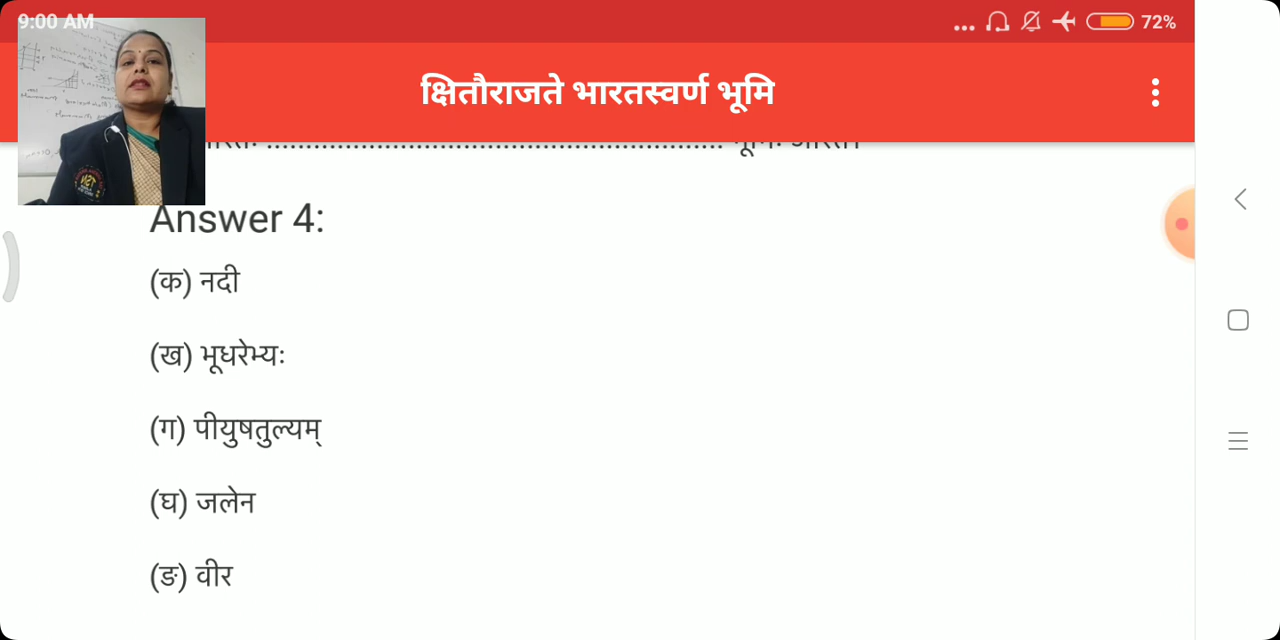 9:00 AM
72%
क्षितौराजते भारतस्वर्ण भूमि
Answer 4:
(क) नदी
(ख) भूधरेभ्यः
(ग) पीयुषतुल्यम्
(घ) जलेन
(ङ) वीर